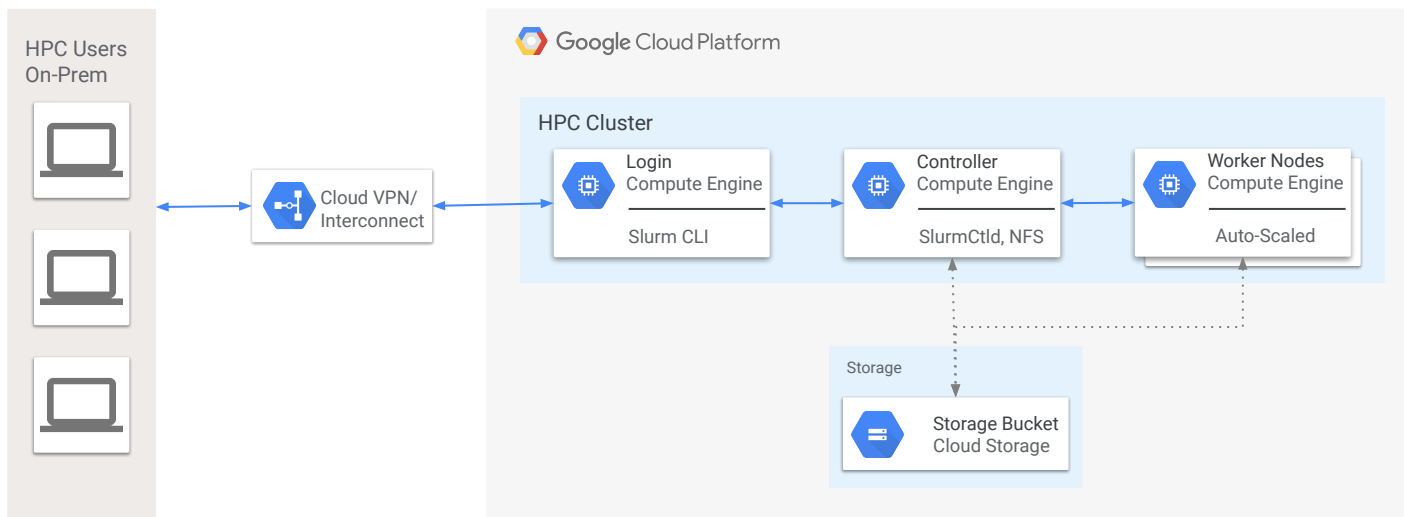 HPC Users
On-Prem
Google Cloud Platform
HPC Cluster
Login
Compute Engine
Slurm CLI
Controller
Compute Engine
SlurmCtld, NFS
Worker Nodes
Compute Engine
Auto-Scaled
Cloud VPN/
Interconnect
Storage
Storage Bucket
Cloud Storage